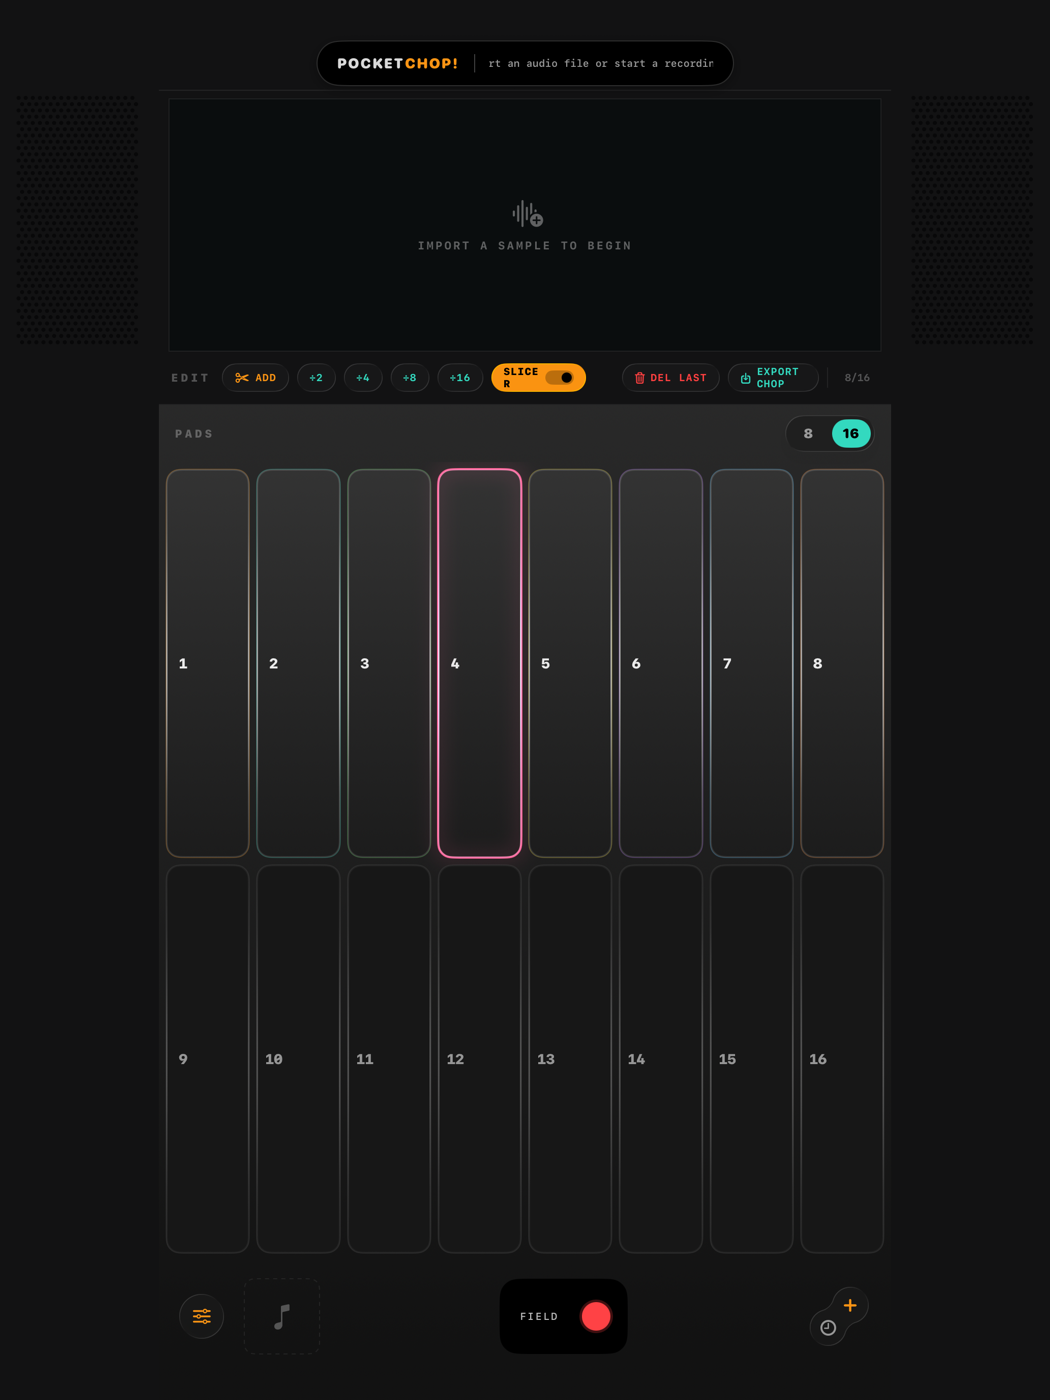 POCKETCHOP! rt an audio file or start a recordin
IMPORT A SAMPLE TO BEGIN
EDIT ADD ÷2 ÷4 ÷8 ÷16 SLICE
R DEL LAST EXPORT
CHOP 8/16
PADS 8 16
1 2 3 4 5 6 7 8
9 10 11 12 13 14 15 16
FIELD